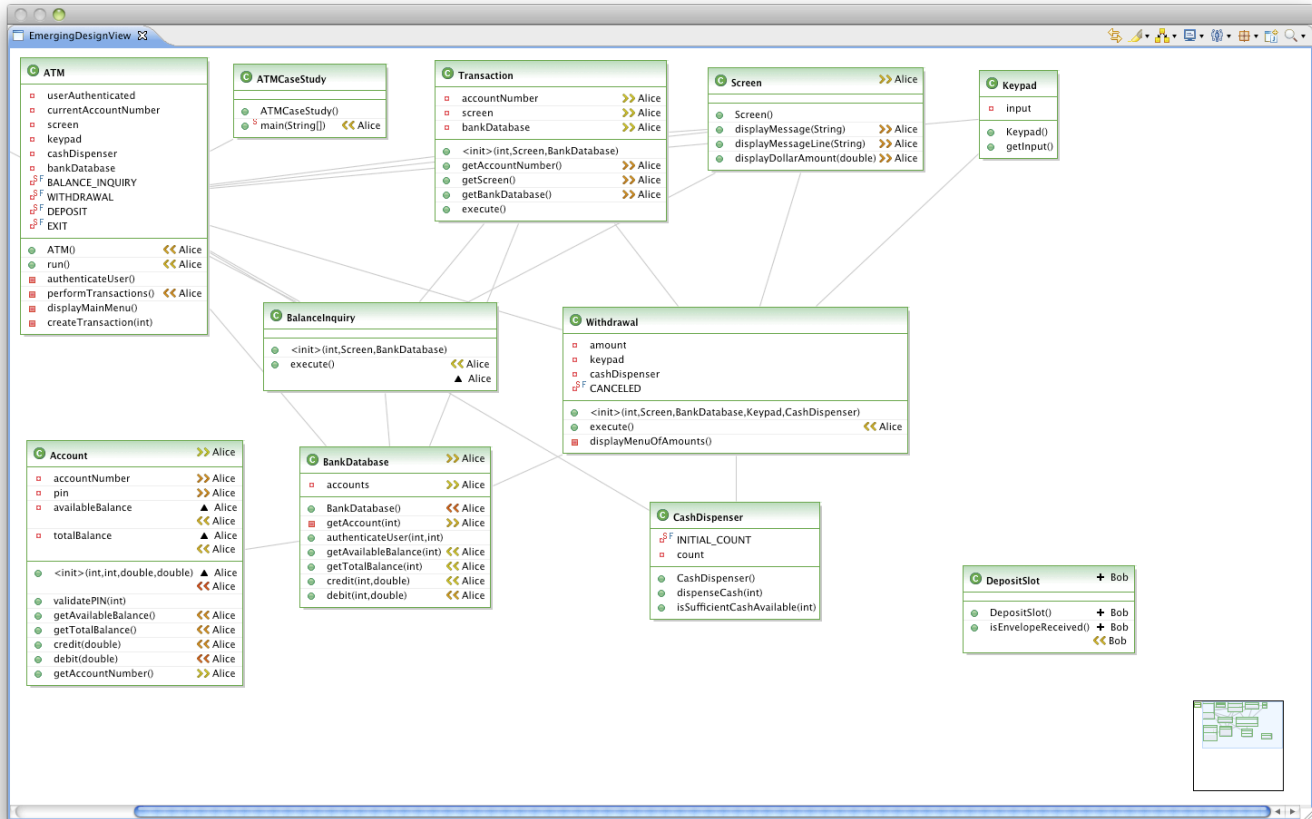 EmergingDesignView
ATM
userAuthenticated
currentAccountNumber
screen
keypad
cashDispenser
bankDatabase
BALANCE_INQUIRY
WITHDRAWAL
DEPOSIT
EXIT
ATM() Alice
run() Alice
authenticateUser()
performTransactions() Alice
displayMainMenu()
createTransaction(int)
ATMCaseStudy
ATMCaseStudy()
main(String[]) Alice
Transaction
accountNumber Alice
screen Alice
bankDatabase Alice
<init>(int,Screen,BankDatabase)
getAccountNumber() Alice
getScreen() Alice
getBankDatabase() Alice
execute()
Screen Alice
Screen()
displayMessage(String) Alice
displayMessageLine(String) Alice
displayDollarAmount(double) Alice
Keypad
input
Keypad()
getInput()
BalanceInquiry
<init>(int,Screen,BankDatabase)
execute() Alice
Alice
Withdrawal
amount
keypad
cashDispenser
CANCELED
<init>(int,Screen,BankDatabase,Keypad,CashDispenser)
execute() Alice
displayMenuOfAmounts()
Account Alice
accountNumber Alice
pin Alice
availableBalance Alice
Alice
totalBalance Alice
Alice
<init>(int,int,double,double) Alice
Alice
validatePIN(int)
getAvailableBalance() Alice
getTotalBalance() Alice
credit(double) Alice
debit(double) Alice
getAccountNumber() Alice
BankDatabase Alice
accounts Alice
BankDatabase() Alice
getAccount(int) Alice
authenticateUser(int,int)
getAvailableBalance(int) Alice
getTotalBalance(int) Alice
credit(int,double) Alice
debit(int,double) Alice
CashDispenser
INITIAL_COUNT
count
CashDispenser()
dispenseCash(int)
isSufficientCashAvailable(int)
DepositSlot + Bob
DepositSlot() + Bob
isEnvelopeReceived() + Bob
Bob